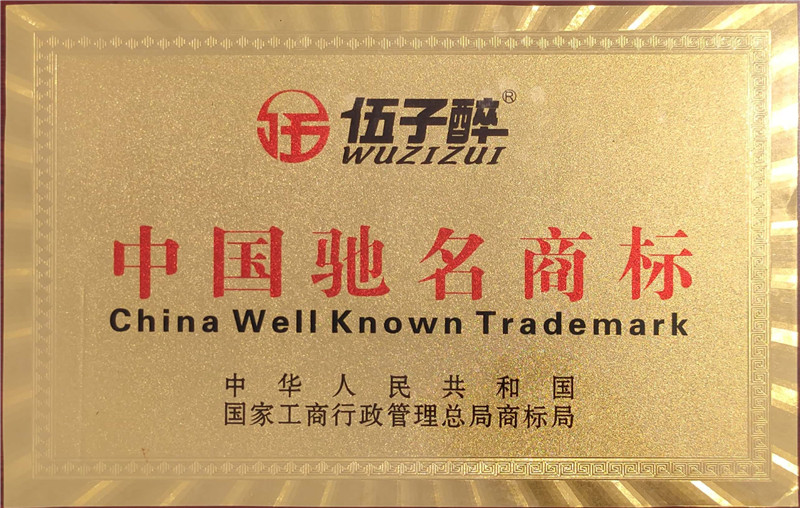 伍子醉®
WUZIZUI
中国驰名商标
China Well Known Trademark
中华人民共和国
国家工商行政管理总局商标局